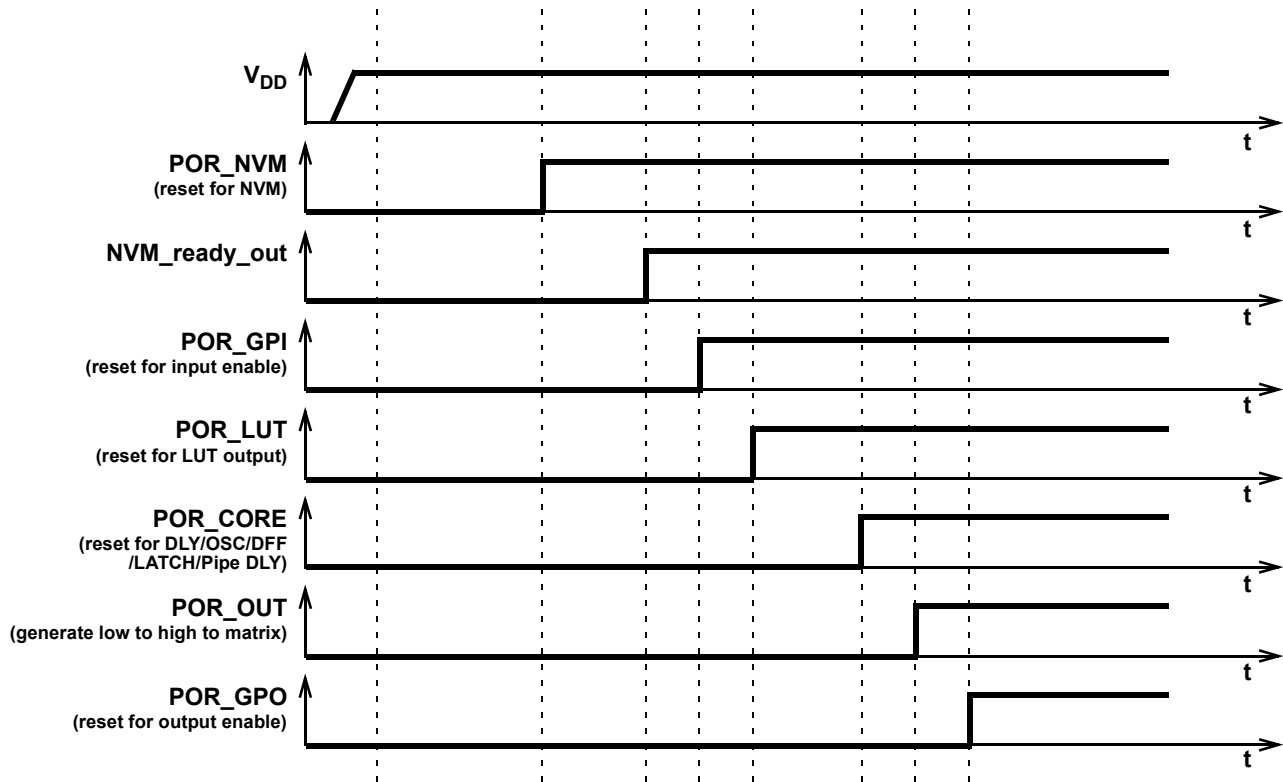 VDD
t
POR_NVM
(reset for NVM)
t
NVM_ready_out
t
POR_GPI
(reset for input enable)
t
POR_LUT
(reset for LUT output)
t
POR_CORE
(reset for DLY/OSC/DFF
/LATCH/Pipe DLY)
t
POR_OUT
(generate low to high to matrix)
t
POR_GPO
(reset for output enable)
t